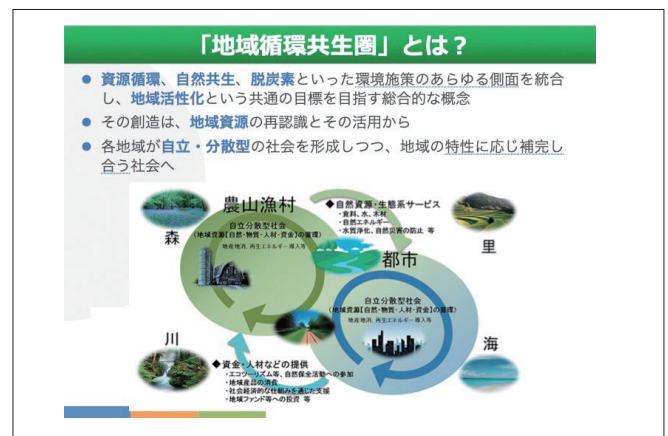 「地域循環共生圏」とは？
● 資源循環、自然共生、脱炭素といった環境施策のあらゆる側面を統合
し、地域活性化という共通の目標を目指す総合的な概念
● その創造は、地域資源の再認識とその活用から
● 各地域が自立・分散型の社会を形成しつつ、地域の特性に応じ補完し
合う社会へ
農山漁村
森
自立分散型社会
(地域資源【自然・物質・人材・資金】の循環)
地産地消、再生エネルギー導入等
◆自然資源・生態系サービス
・食料、水、木材
・自然エネルギー
・水質浄化、自然災害の防止 等
里
都市
自立分散型社会
(地域資源【自然・物質・人材・資金】の循環)
地産地消、再生エネルギー導入等
川
海
◆資金・人材などの提供
・エコツーリズム等、自然保全活動への参加
・地域産品の消費
・社会経済的な仕組みを通じた支援
・地域ファンド等への投資 等